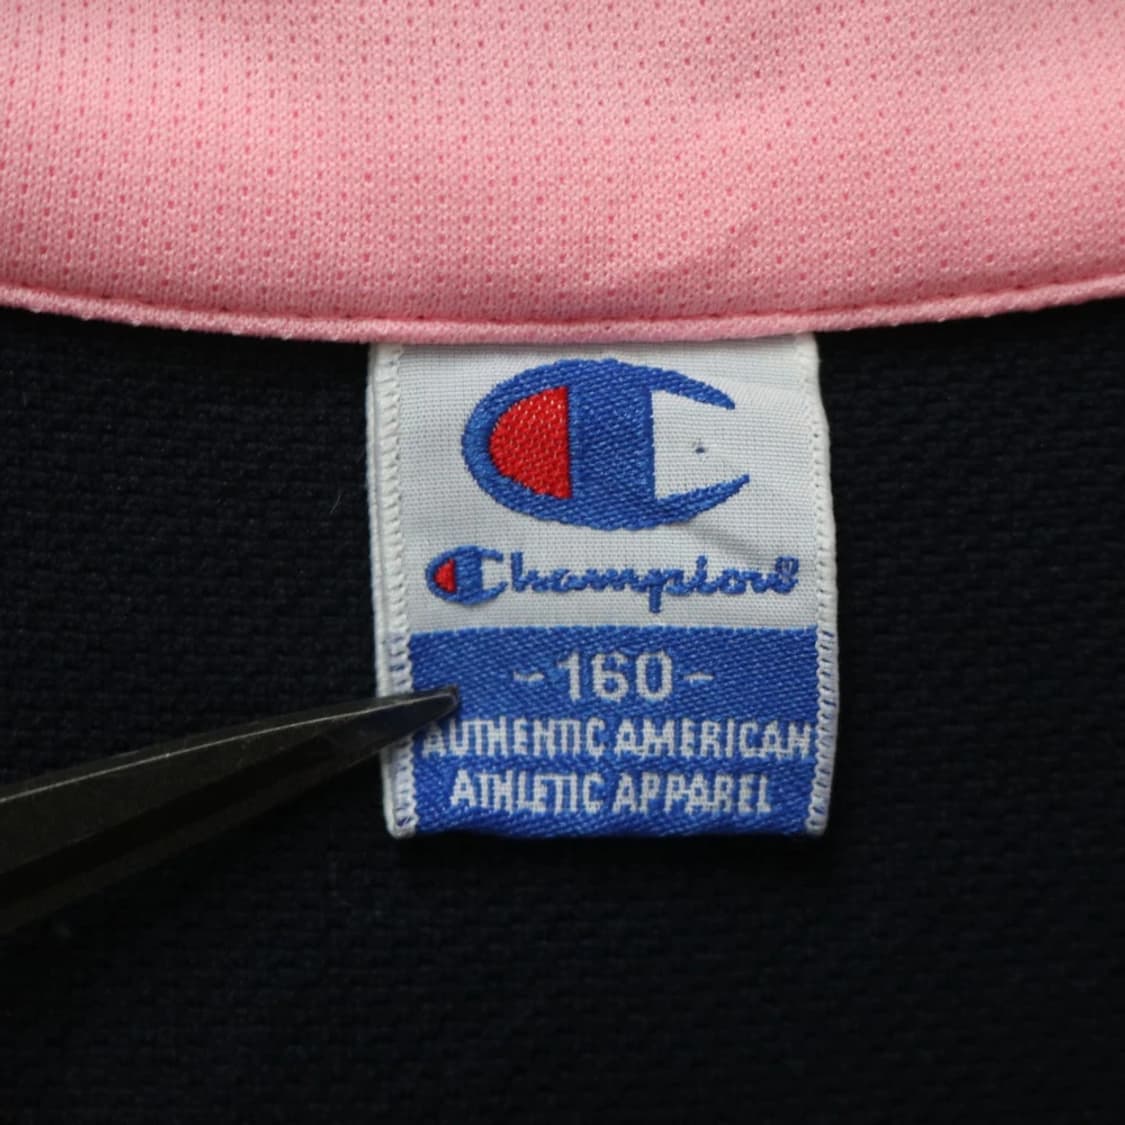 Champion®
-160-
AUTHENTIC AMERICAN
ATHLETIC APPAREL